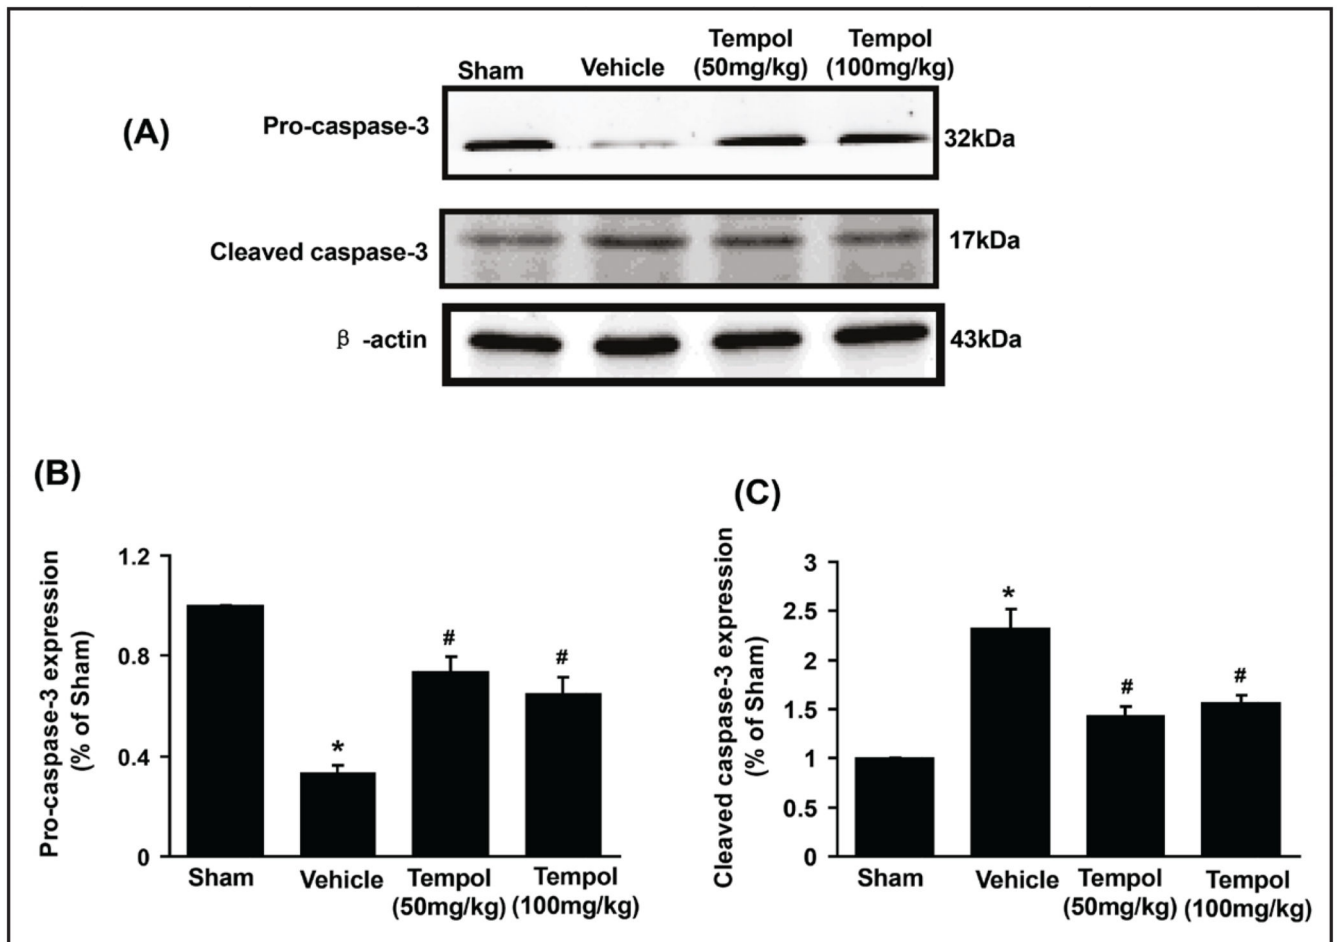 Sham Vehicle Tempol (50mg/kg) Tempol (100mg/kg)
(A)
Pro-caspase-3 32kDa
Cleaved caspase-3 17kDa
β -actin 43kDa
(B)
Pro-caspase-3 expression
(% of Sham)
1.2
0.8
0.4
0
*
#
#
Sham Vehicle Tempol (50mg/kg) Tempol (100mg/kg)
(C)
Cleaved caspase-3 expression
(% of Sham)
3
2.5
2
1.5
1
0.5
0
*
#
#
Sham Vehicle Tempol (50mg/kg) Tempol (100mg/kg)